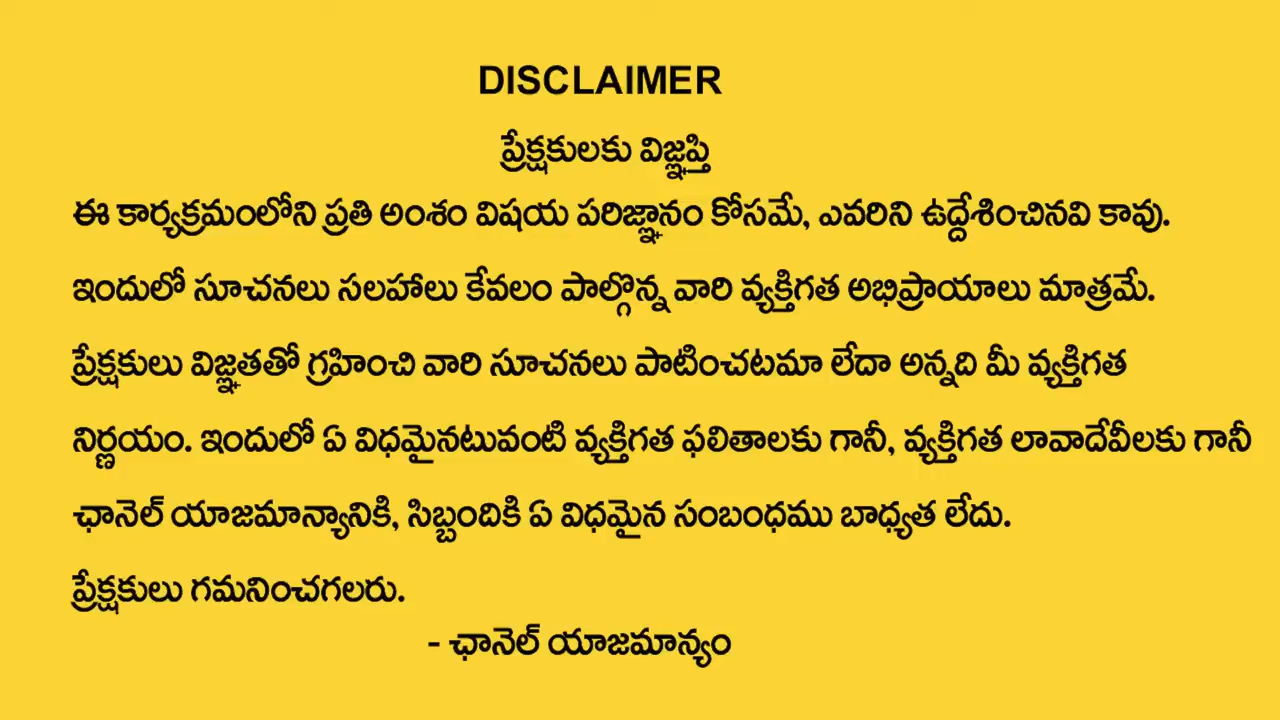 DISCLAIMER
ప్రేక్షకులకు విజ్ఞప్తి
ఈ కార్యక్రమంలోని ప్రతి అంశం విషయ పరిజ్ఞానం కోసమే, ఎవరిని ఉద్దేశించినవి కావు.
ఇందులో సూచనలు సలహాలు కేవలం పాల్గొన్న వారి వ్యక్తిగత అభిప్రాయాలు మాత్రమే.
ప్రేక్షకులు విజ్ఞతతో గ్రహించి వారి సూచనలు పాటించటమా లేదా అన్నది మీ వ్యక్తిగత
నిర్ణయం. ఇందులో ఏ విధమైనటువంటి వ్యక్తిగత ఫలితాలకు గానీ, వ్యక్తిగత లావాదేవీలకు గానీ
ఛానెల్ యాజమాన్యానికి, సిబ్బందికి ఏ విధమైన సంబంధము బాధ్యత లేదు.
ప్రేక్షకులు గమనించగలరు.
- ఛానెల్ యాజమాన్యం